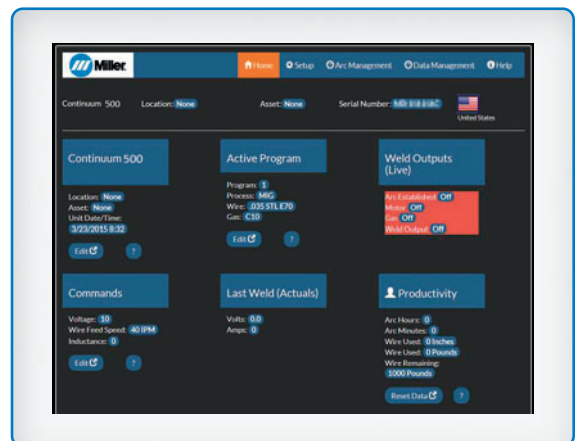 Miller.
Home Setup Arc Management Data Management Help
Continuum 500 Location: None Asset: None Serial Number:
United States
Continuum 500
Location: None
Asset: None
Unit Date/Time:
3/23/2015 8:32
Edit ?
Active Program
Program: 1
Process: MIG
Wire: .035 STL E70
Gas: C10
Edit ?
Weld Outputs
(Live)
Arc Established: Off
Motor: Off
Gas: Off
Weld Output: Off
Commands
Voltage: 10
Wire Feed Speed: 40 IPM
Inductance: 0
Edit ?
Last Weld (Actuals)
Volts: 0.0
Amps: 0
Productivity
Arc Hours: 0
Arc Minutes: 0
Wire Used: 0 Inches
Wire Used: 0 Pounds
Wire Remaining:
1000 Pounds
Reset Data ?